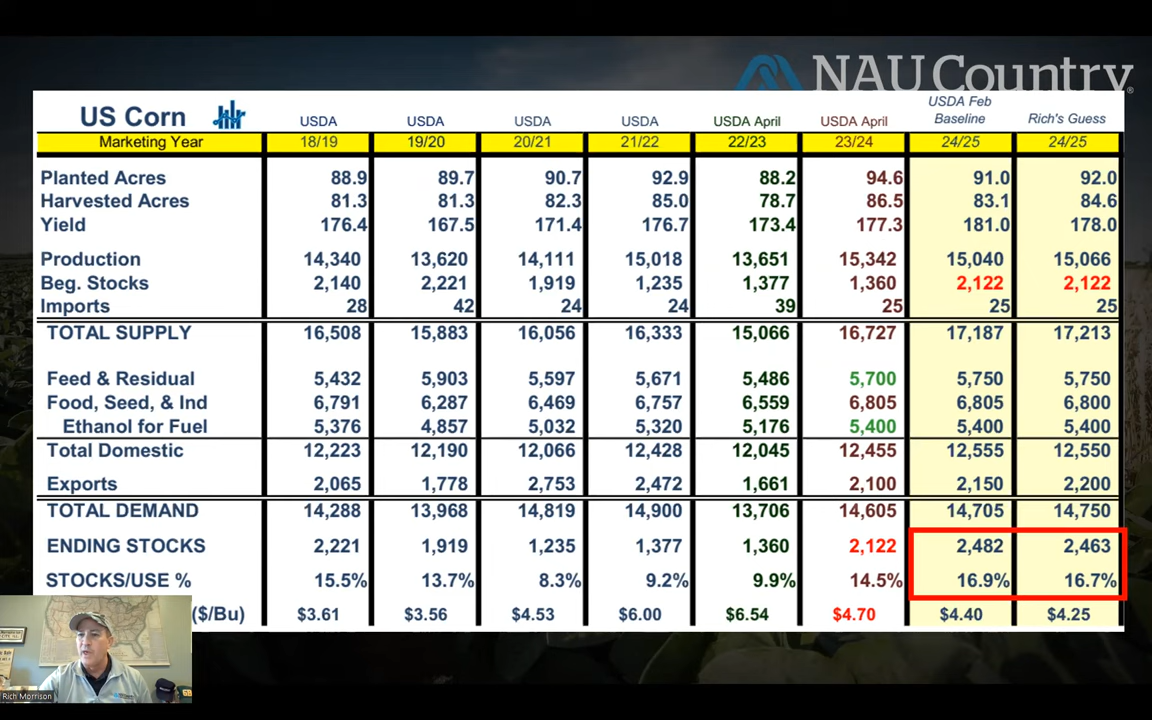 NAU Country®
US Corn USDA USDA USDA USDA USDA April USDA April USDA Feb Baseline Rich's Guess
Marketing Year 18/19 19/20 20/21 21/22 22/23 23/24 24/25 24/25
Planted Acres 88.9 89.7 90.7 92.9 88.2 94.6 91.0 92.0
Harvested Acres 81.3 81.3 82.3 85.0 78.7 86.5 83.1 84.6
Yield 176.4 167.5 171.4 176.7 173.4 177.3 181.0 178.0
Production 14,340 13,620 14,111 15,018 13,651 15,342 15,040 15,066
Beg. Stocks 2,140 2,221 1,919 1,235 1,377 1,360 2,122 2,122
Imports 28 42 24 24 39 25 25 25
TOTAL SUPPLY 16,508 15,883 16,056 16,333 15,066 16,727 17,187 17,213
Feed & Residual 5,432 5,903 5,597 5,671 5,486 5,700 5,750 5,750
Food, Seed, & Ind 6,791 6,287 6,469 6,757 6,559 6,805 6,805 6,800
Ethanol for Fuel 5,376 4,857 5,032 5,320 5,176 5,400 5,400 5,400
Total Domestic 12,223 12,190 12,066 12,428 12,045 12,455 12,555 12,550
Exports 2,065 1,778 2,753 2,472 1,661 2,100 2,150 2,200
TOTAL DEMAND 14,288 13,968 14,819 14,900 13,706 14,605 14,705 14,750
ENDING STOCKS 2,221 1,919 1,235 1,377 1,360 2,122 2,482 2,463
STOCKS/USE % 15.5% 13.7% 8.3% 9.2% 9.9% 14.5% 16.9% 16.7%
($/Bu) $3.61 $3.56 $4.53 $6.00 $6.54 $4.70 $4.40 $4.25
Rich Morrison